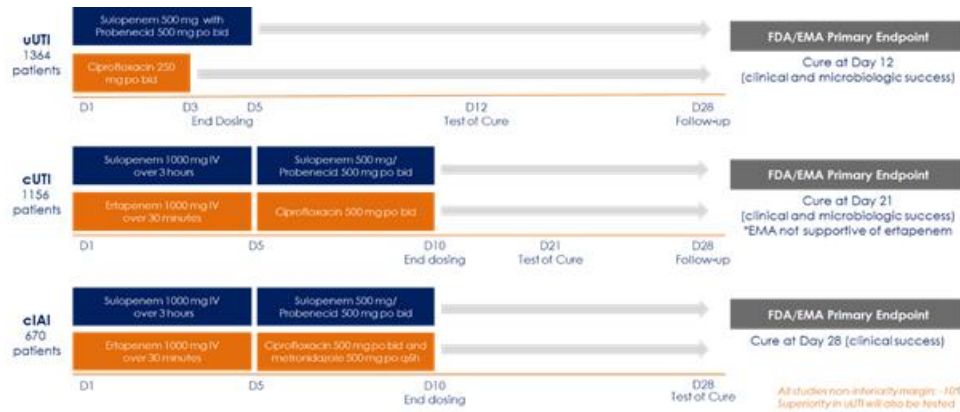 uUTI
1364
patients
Sulopenem 500 mg with
Probenecid 500 mg po bid
Ciprofloxacin 250
mg po bid
D1
D3
D5
D12
D28
End Dosing
Test of Cure
Follow-up
FDA/EMA Primary Endpoint
Cure at Day 12
(clinical and microbiologic success)
cUTI
1156
patients
Sulopenem 1000 mg IV
over 3 hours
Sulopenem 500 mg/
Probenecid 500 mg po bid
Ertapenem 1000 mg IV
over 30 minutes
Ciprofloxacin 500 mg po bid
D1
D5
D10
D21
D28
End dosing
Test of Cure
Follow-up
FDA/EMA Primary Endpoint
Cure at Day 21
(clinical and microbiologic success)
*EMA not supportive of ertapenem
cIAI
670
patients
Sulopenem 1000 mg IV
over 3 hours
Sulopenem 500 mg/
Probenecid 500 mg po bid
Ertapenem 1000 mg IV
over 30 minutes
Ciprofloxacin 500 mg po bid and
metronidazole 500 mg po q6h
D1
D5
D10
D28
End dosing
Test of Cure
FDA/EMA Primary Endpoint
Cure at Day 28 (clinical success)
All studies non-inferiority margin: -10%
Superiority in uUTI will also be tested